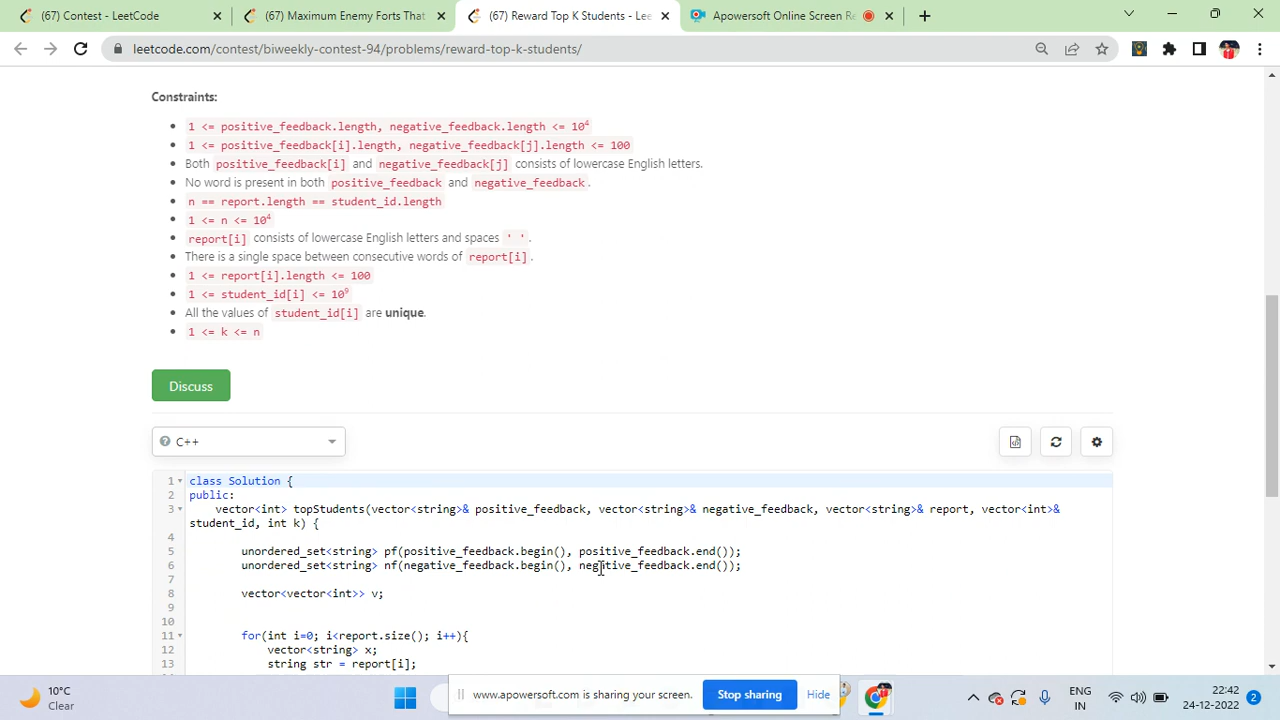 (67) Contest - LeetCode
(67) Maximum Enemy Forts That
(67) Reward Top K Students - Lee
Apowersoft Online Screen Re
leetcode.com/contest/biweekly-contest-94/problems/reward-top-k-students/
Constraints:
1 <= positive_feedback.length, negative_feedback.length <= 10⁴
1 <= positive_feedback[i].length, negative_feedback[j].length <= 100
Both positive_feedback[i] and negative_feedback[j] consists of lowercase English letters.
No word is present in both positive_feedback and negative_feedback.
n == report.length == student_id.length
1 <= n <= 10⁴
report[i] consists of lowercase English letters and spaces ' '.
There is a single space between consecutive words of report[i].
1 <= report[i].length <= 100
1 <= student_id[i] <= 10⁹
All the values of student_id[i] are unique.
1 <= k <= n
Discuss
C++
1 class Solution {
2 public:
3 vector<int> topStudents(vector<string>& positive_feedback, vector<string>& negative_feedback, vector<string>& report, vector<int>&
student_id, int k) {
4
5 unordered_set<string> pf(positive_feedback.begin(), positive_feedback.end());
6 unordered_set<string> nf(negative_feedback.begin(), negative_feedback.end());
7
8 vector<vector<int>> v;
9
10
11 for(int i=0; i<report.size(); i++){
12 vector<string> x;
13 string str = report[i];
10°C
Clear
www.apowersoft.com is sharing your screen.
Stop sharing
Hide
ENG
IN
22:42
24-12-2022
2